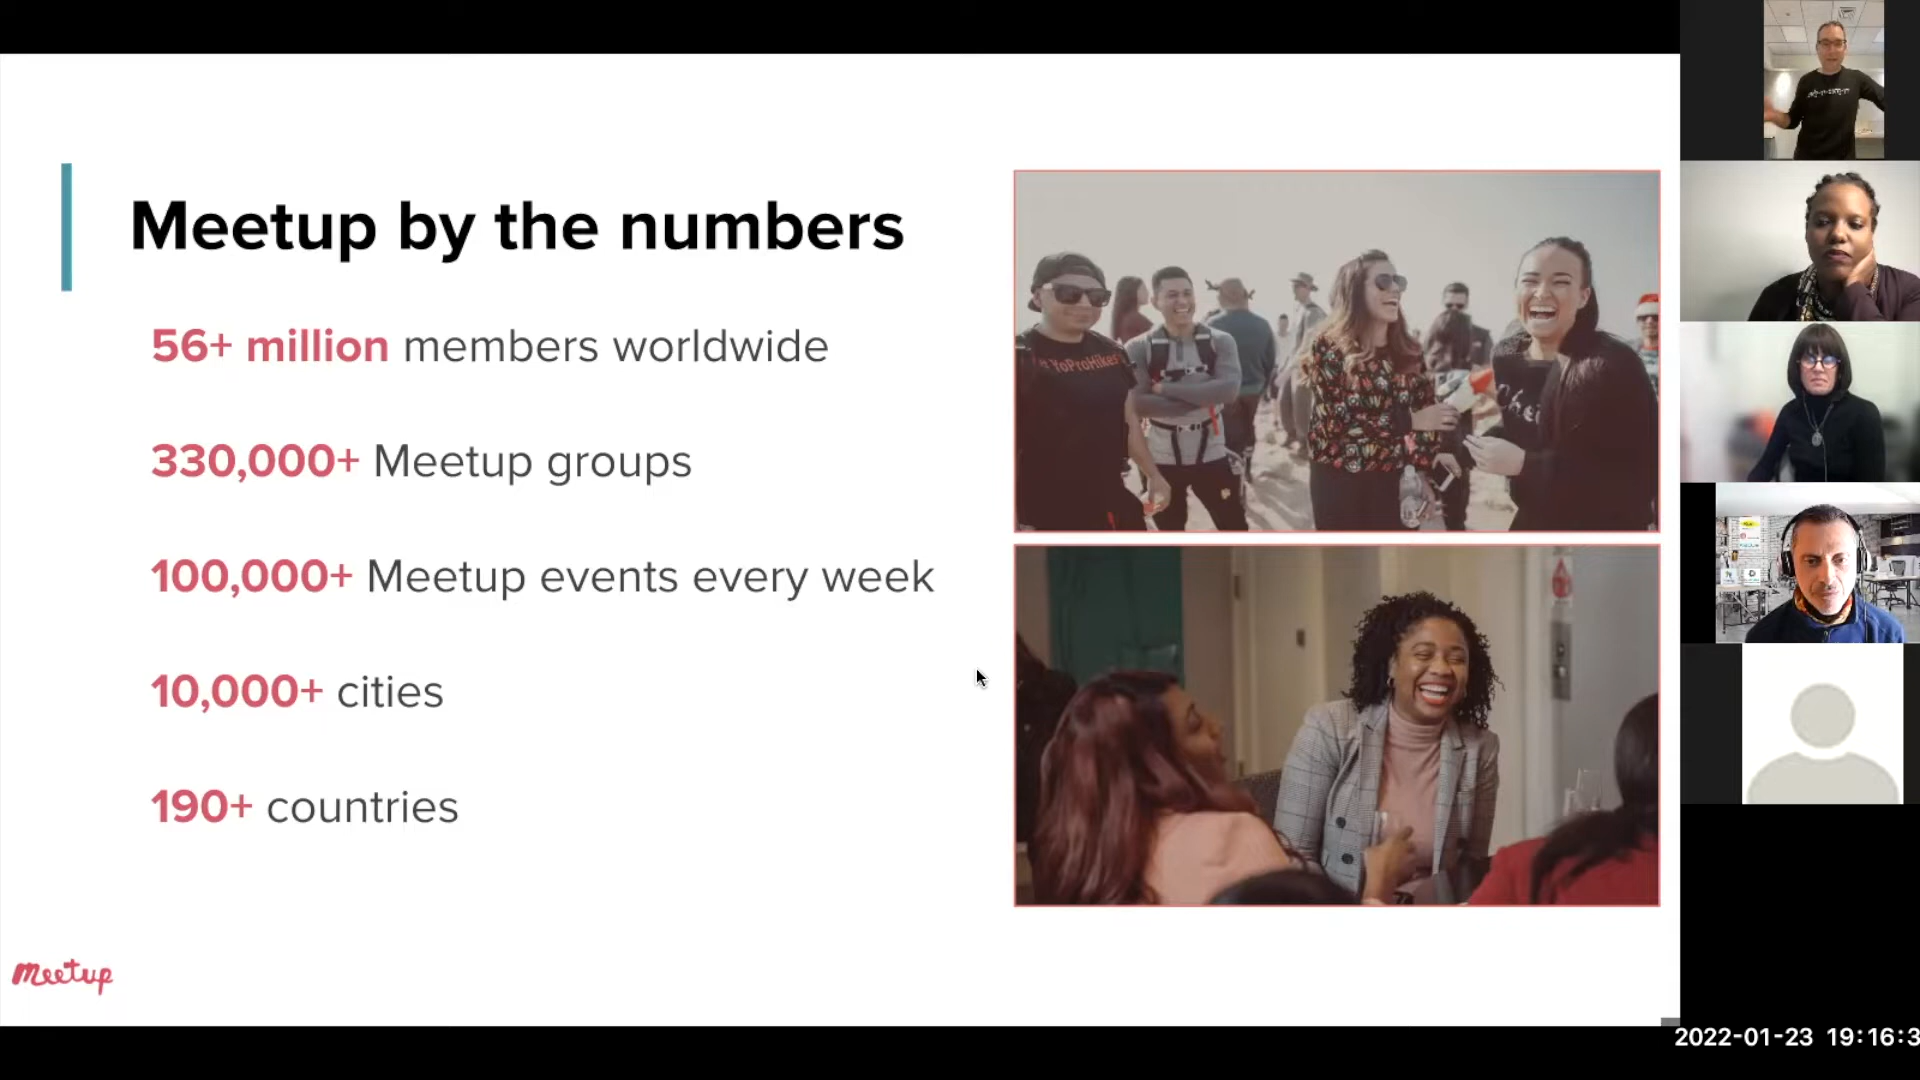 Meetup by the numbers
56+ million members worldwide
330,000+ Meetup groups
100,000+ Meetup events every week
10,000+ cities
190+ countries
#YoProHikes
meetup
2022-01-23 19:16:3